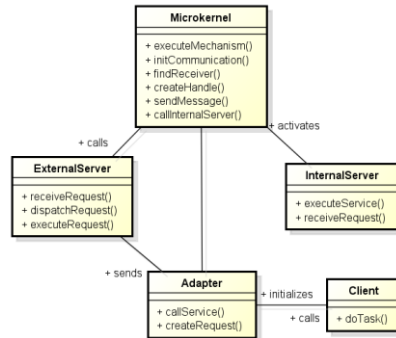 Microkernel
+ executeMechanism()
+ initCommunication()
+ findReceiver()
+ createHandle()
+ sendMessage()
+ callInternalServer()
+ calls
+ activates
ExternalServer
+ receiveRequest()
+ dispatchRequest()
+ executeRequest()
InternalServer
+ executeService()
+ receiveRequest()
+ sends
Adapter
+ callService()
+ createRequest()
+ initializes
+ calls
Client
+ doTask()